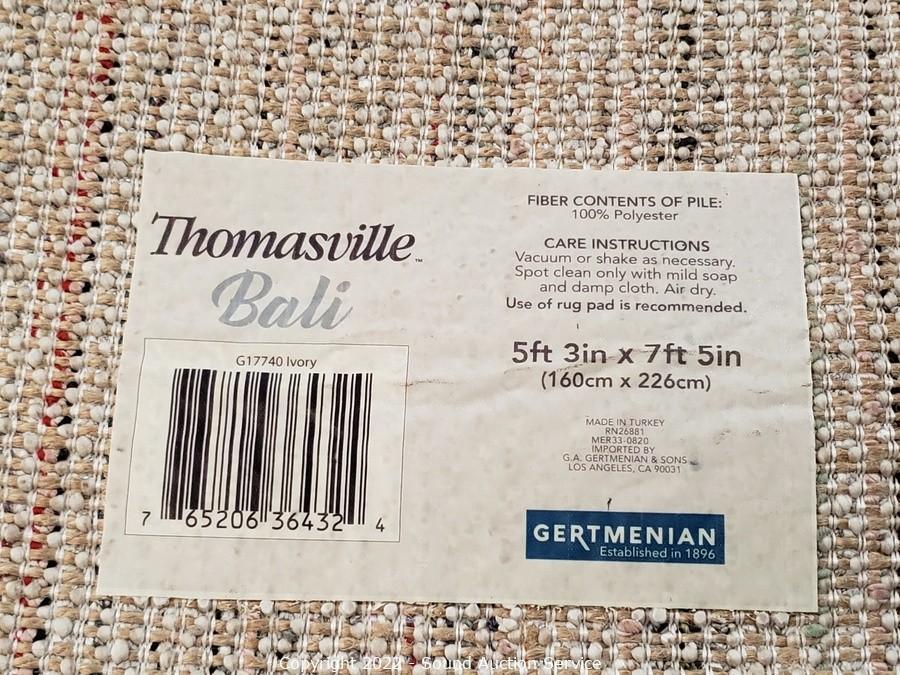 Thomasville™
Bali
G17740 Ivory
7 65206 36432 4
FIBER CONTENTS OF PILE:
100% Polyester
CARE INSTRUCTIONS
Vacuum or shake as necessary.
Spot clean only with mild soap
and damp cloth. Air dry.
Use of rug pad is recommended.
5ft 3in x 7ft 5in
(160cm x 226cm)
MADE IN TURKEY
RN26881
MER33-0820
IMPORTED BY
G.A. GERTMENIAN & SONS
LOS ANGELES, CA 90031
GERTMENIAN
Established in 1896
Copyright 2022 - Sound Auction Service